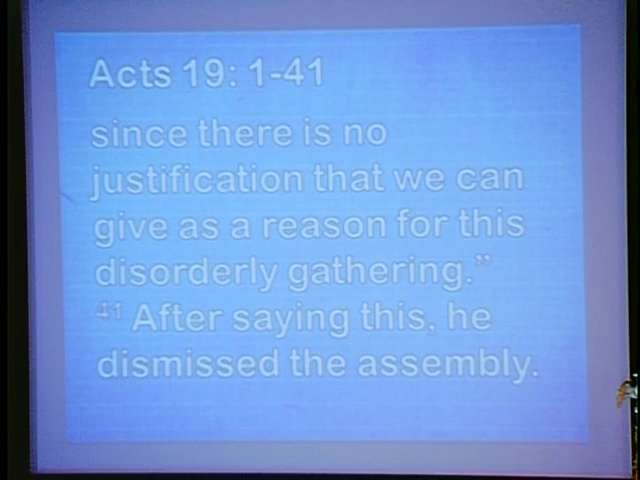 Acts 19: 1-41
since there is no
justification that we can
give as a reason for this
disorderly gathering.”
41 After saying this, he
dismissed the assembly.